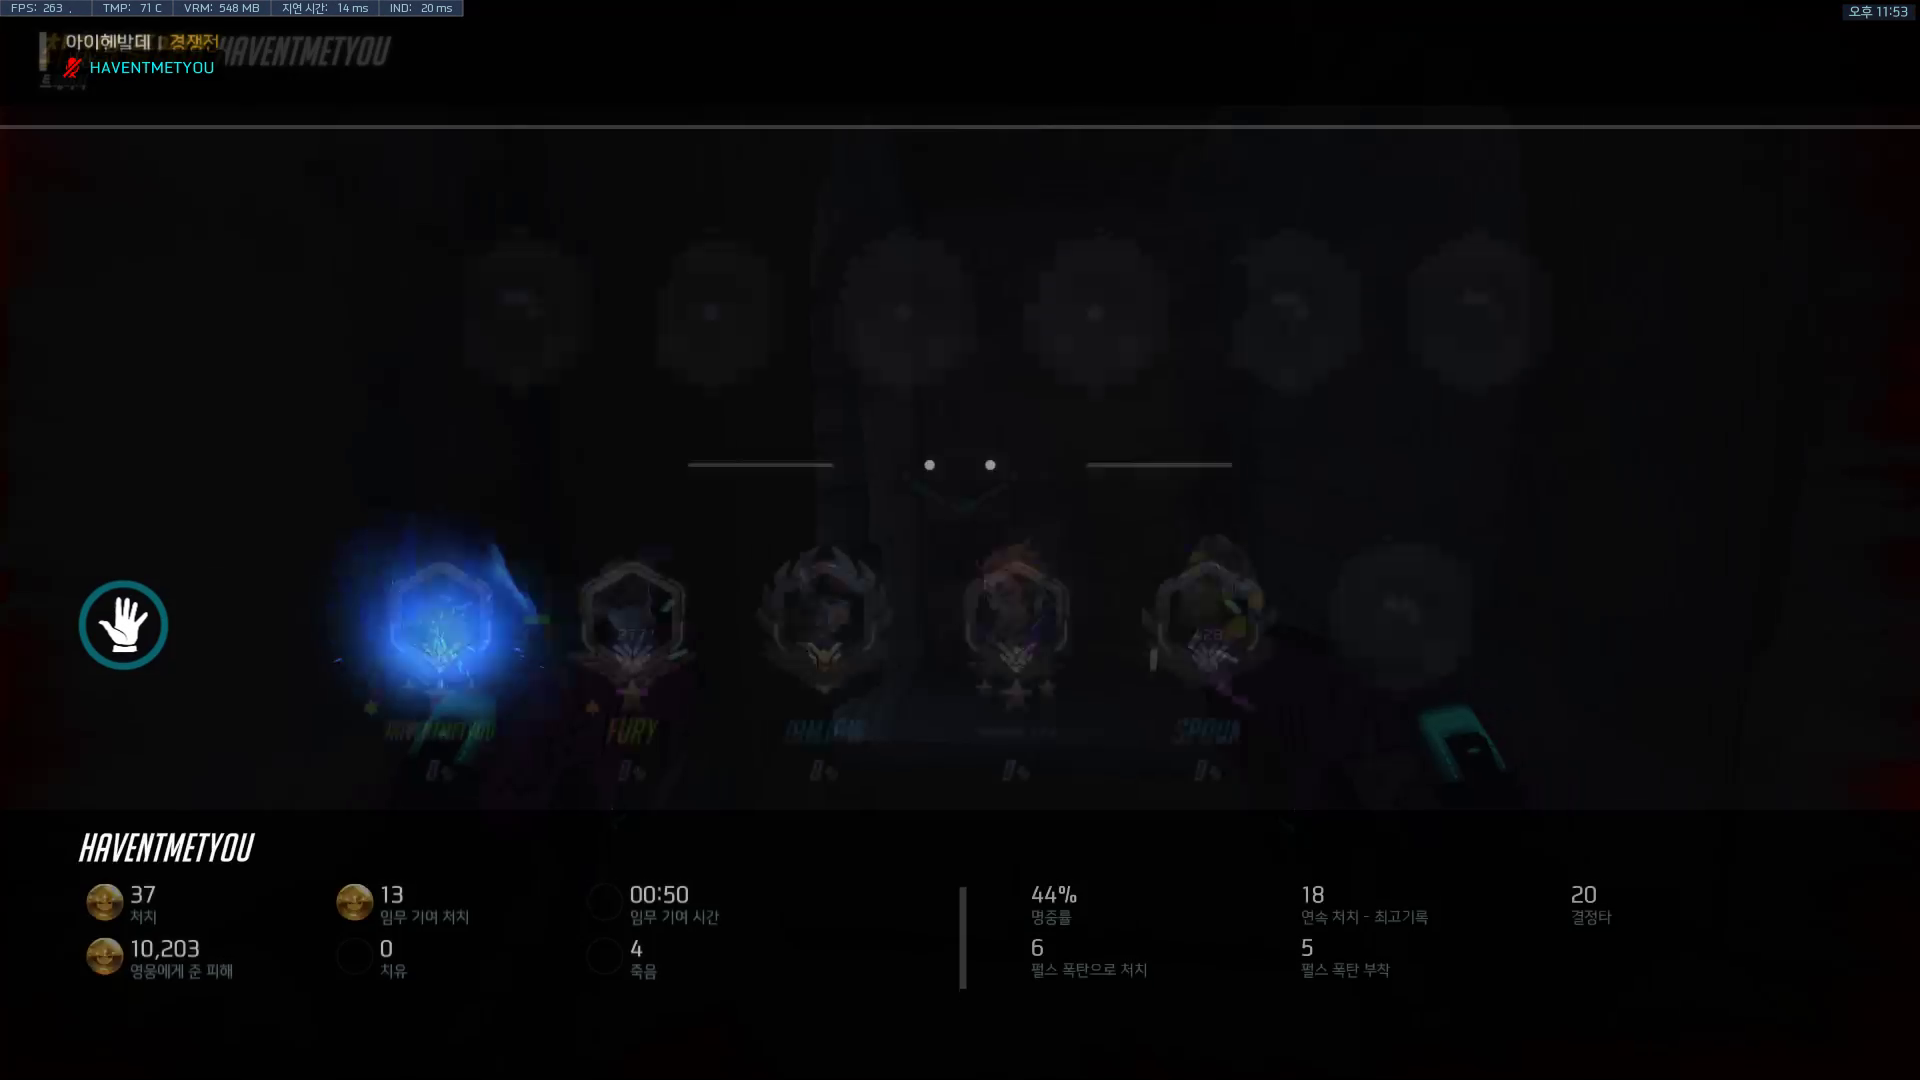 FPS: 263 TMP: 71 C VRM: 548 MB 지연 시간: 14 ms IND: 20 ms
오후 11:53
아이헨발데 | 경쟁전
HAVENTMETYOU
HAVENTMETYOU
HAVENTMETYOU FURY
HAVENTMETYOU
37 처치
13 임무 기여 처치
00:50 임무 기여 시간
10,203 영웅에게 준 피해
0 치유
4 죽음
44% 명중률
18 연속 처치 - 최고기록
20 결정타
6 펄스 폭탄으로 처치
5 펄스 폭탄 부착